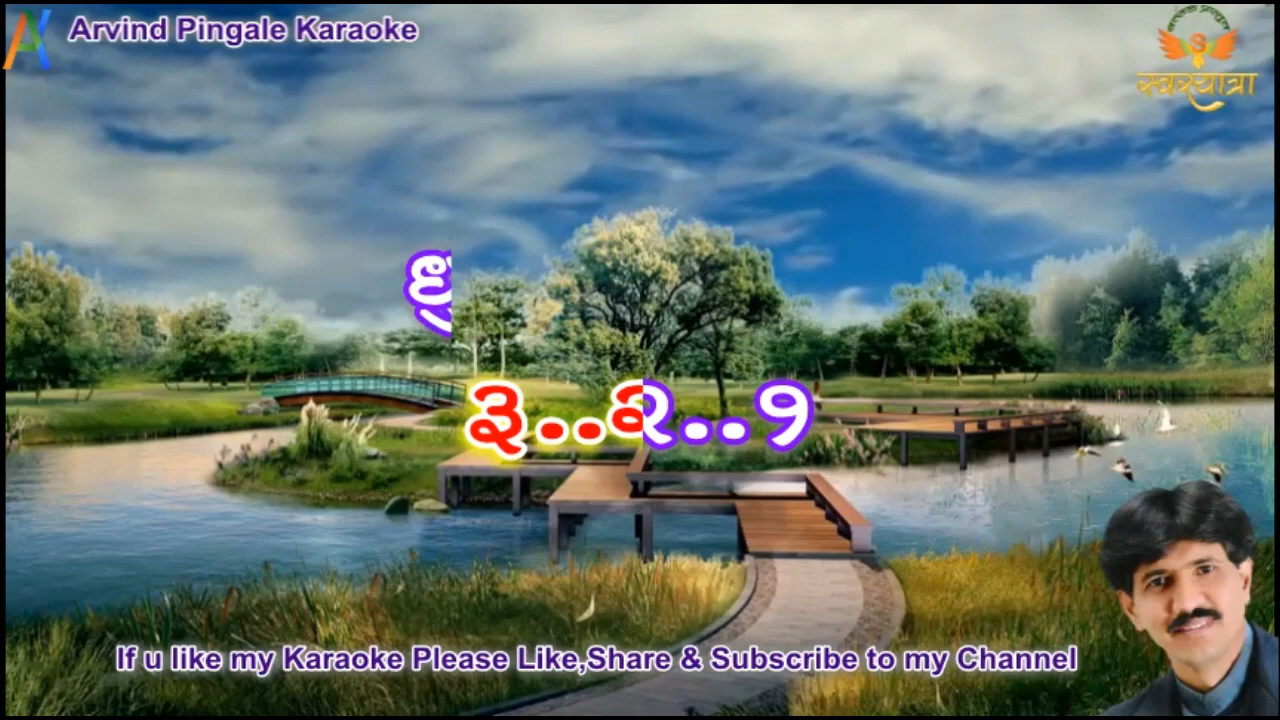 Arvind Pingale Karaoke
स्वरयात्रा
३..२..१
If u like my Karaoke Please Like,Share & Subscribe to my Channel